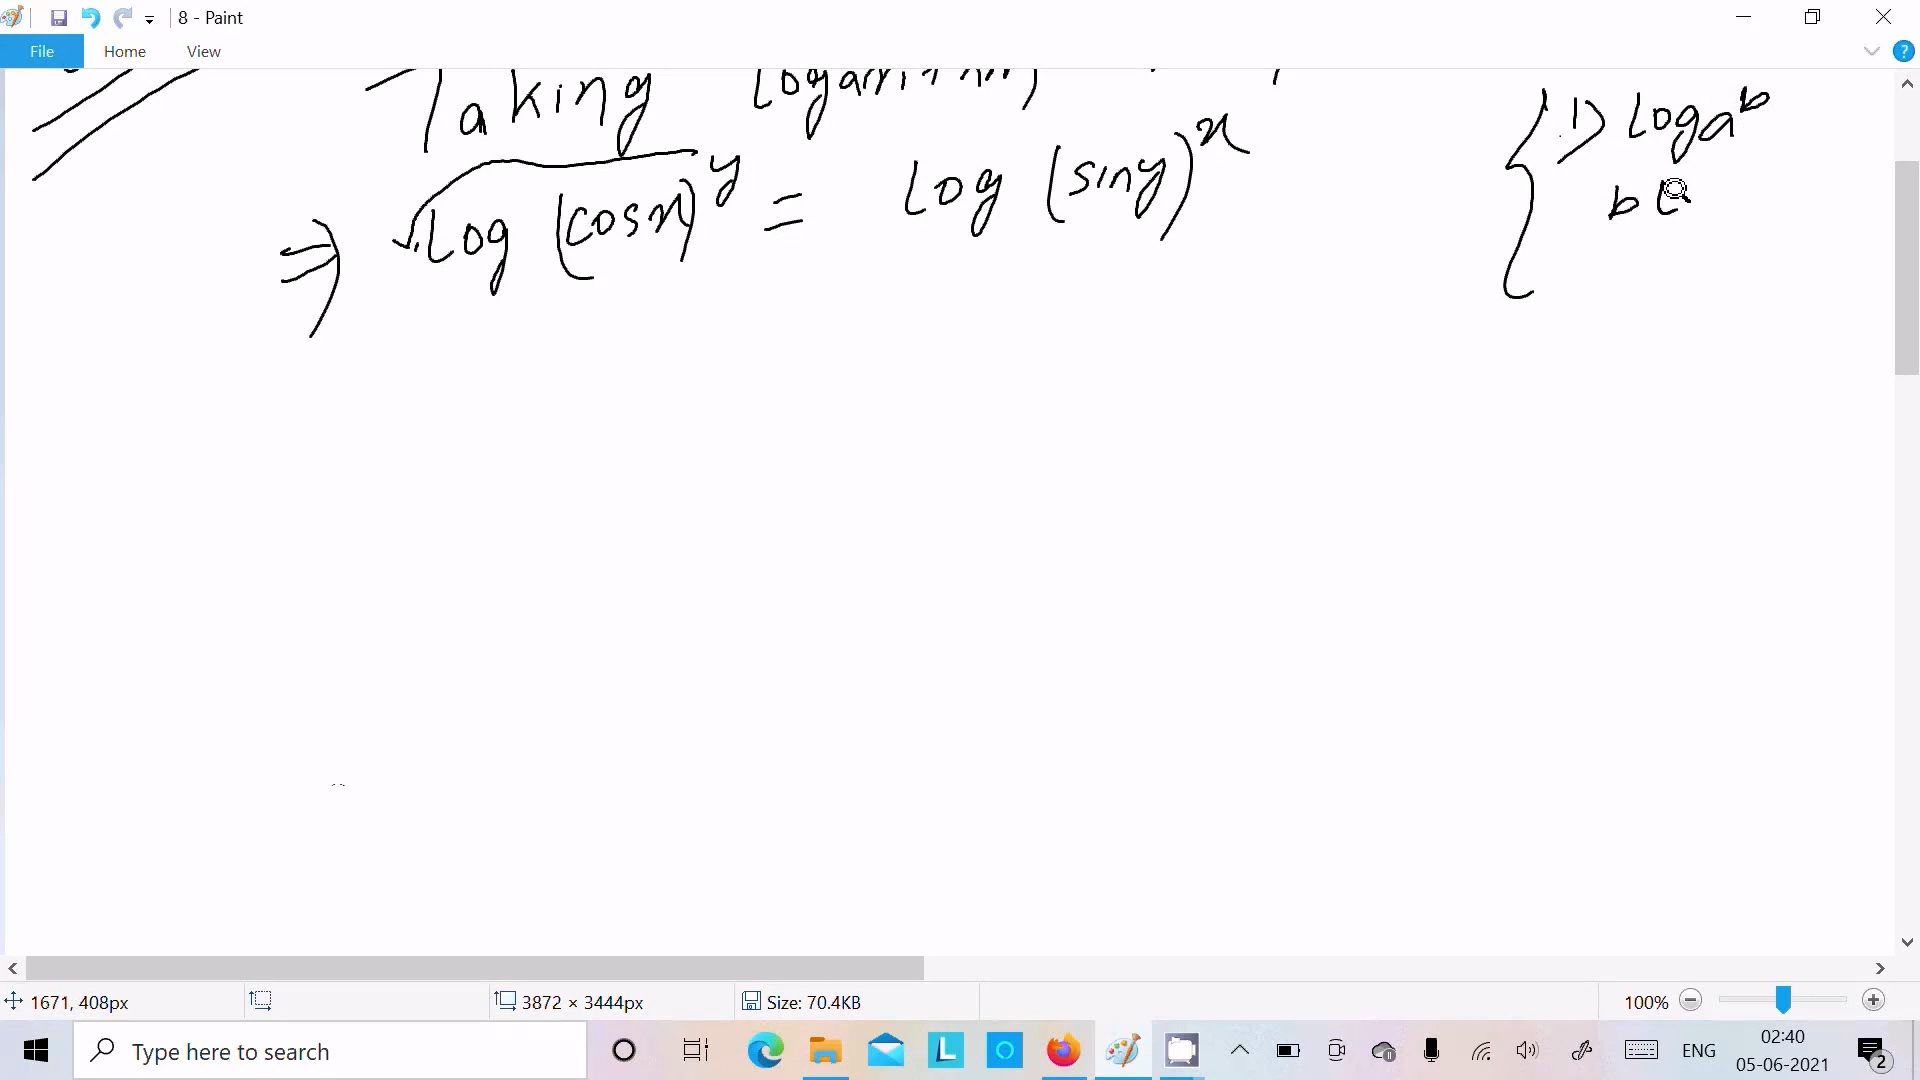 8 - Paint
File Home View
Taking Logarithm
1) Log a^b
⇒ √Log (cosx)^y = Log (siny)^x
b L
1671, 408px
3872 × 3444px
Size: 70.4KB
100%
Type here to search
ENG
02:40
05-06-2021
2